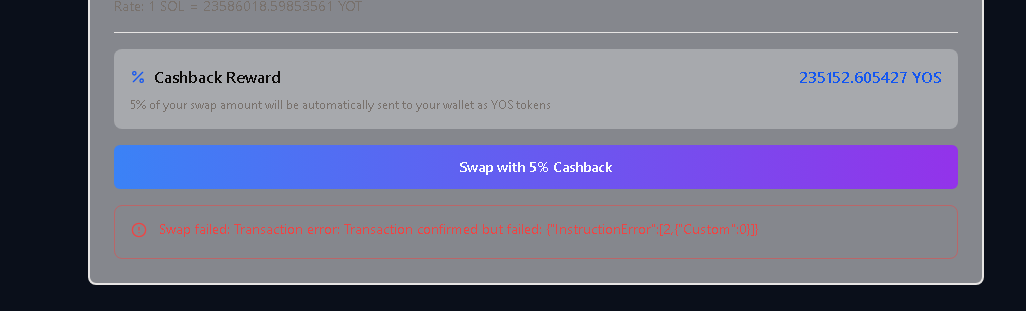 Rate: 1 SOL = 23586018.59853561 YOT
Cashback Reward
235152.605427 YOS
5% of your swap amount will be automatically sent to your wallet as YOS tokens
Swap with 5% Cashback
Swap failed: Transaction error: Transaction confirmed but failed: {"InstructionError":[2,{"Custom":0}]}